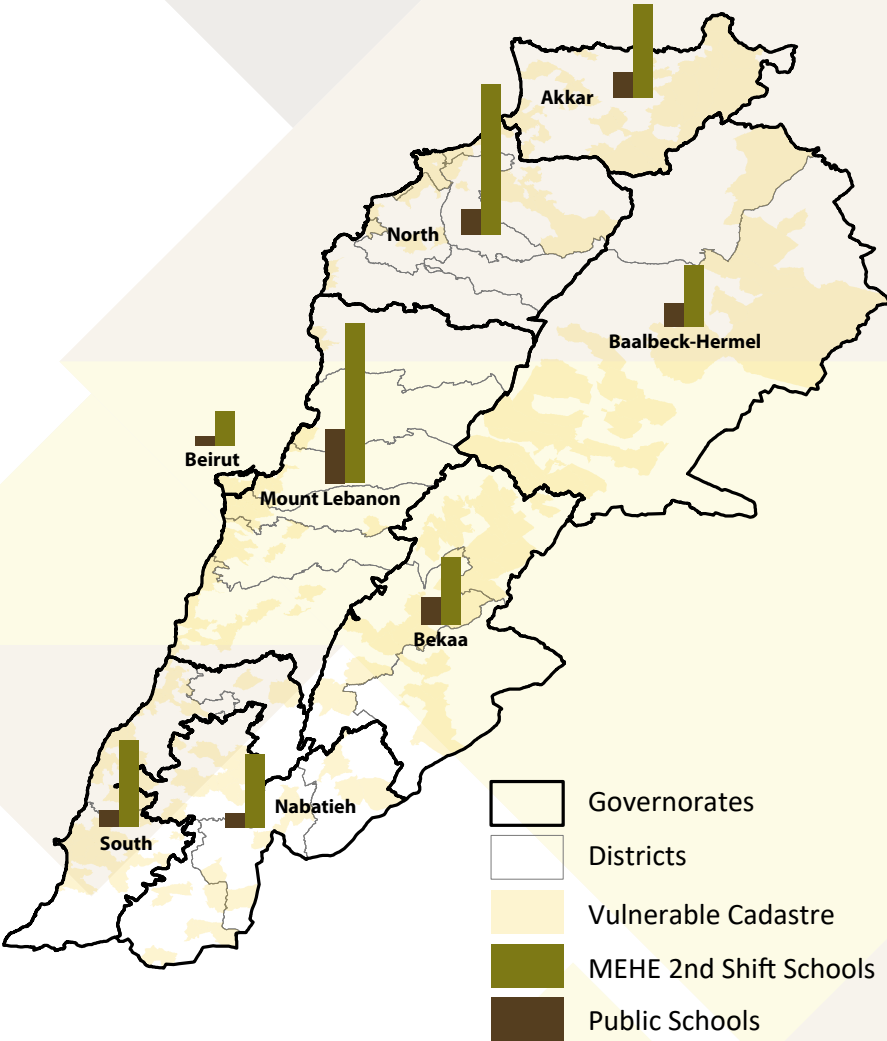 Akkar
North
Baalbeck-Hermel
Beirut
Mount Lebanon
Bekaa
Nabatieh
South
Governorates
Districts
Vulnerable Cadastre
MEHE 2nd Shift Schools
Public Schools